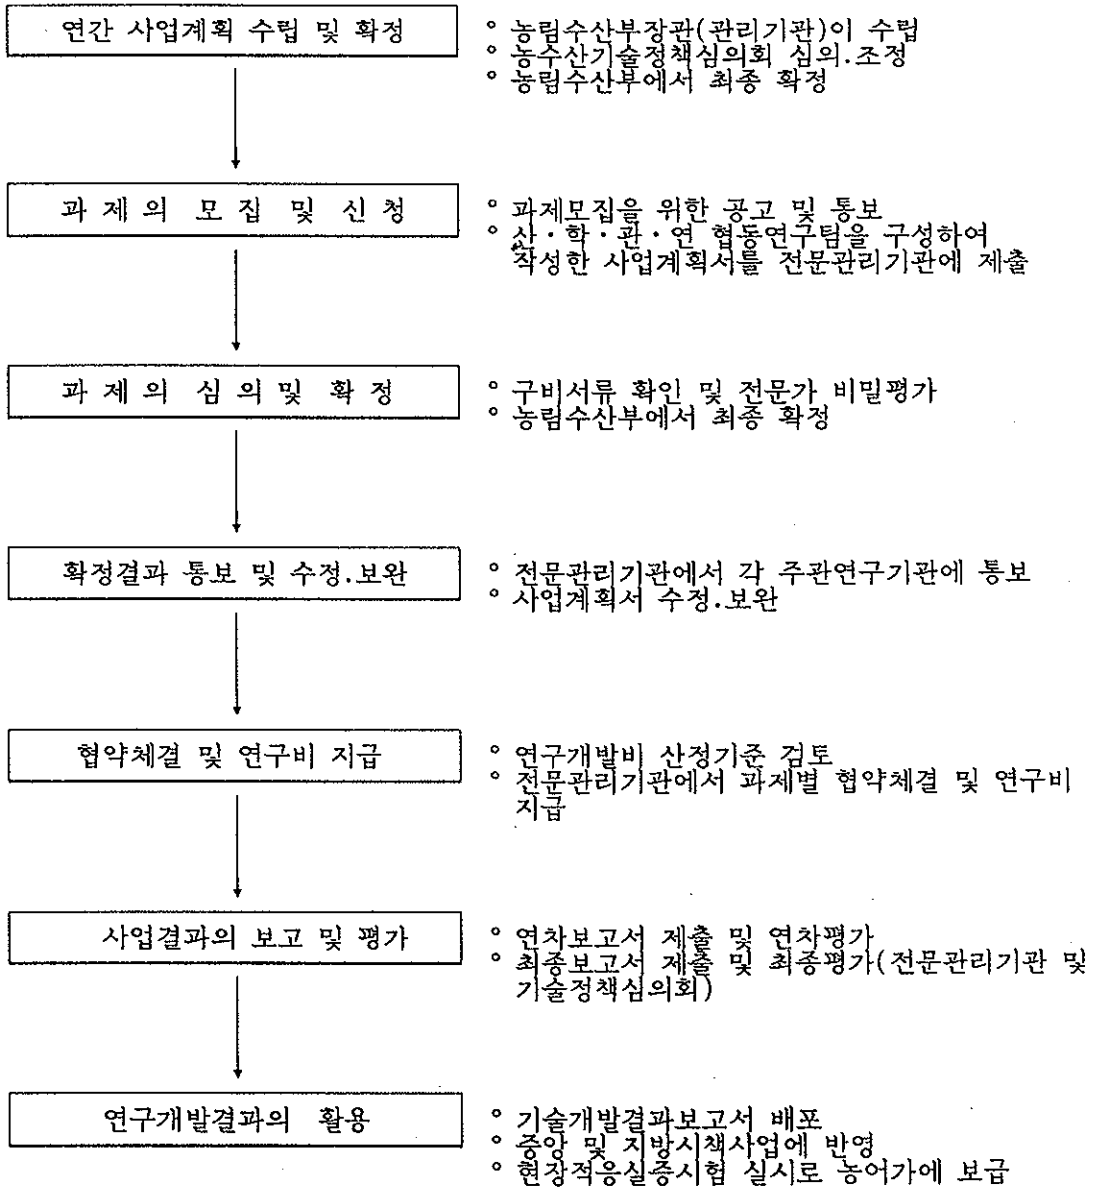 연간 사업계획 수립 및 확정
° 농림수산부장관(관리기관)이 수립
° 농수산기술정책심의회 심의.조정
° 농림수산부에서 최종 확정
과 제 의 모 집 및 신 청
° 과제모집을 위한 공고 및 통보
° 산·학·관·연 협동연구팀을 구성하여
작성한 사업계획서를 전문관리기관에 제출
과 제 의 심 의 및 확 정
° 구비서류 확인 및 전문가 비밀평가
° 농림수산부에서 최종 확정
확정결과 통보 및 수정.보완
° 전문관리기관에서 각 주관연구기관에 통보
° 사업계획서 수정.보완
협약체결 및 연구비 지급
° 연구개발비 산정기준 검토
° 전문관리기관에서 과제별 협약체결 및 연구비
지급
사업결과의 보고 및 평가
° 연차보고서 제출 및 연차평가
° 최종보고서 제출 및 최종평가(전문관리기관 및
기술정책심의회)
연구개발결과의 활용
° 기술개발결과보고서 배포
° 중앙 및 지방시책사업에 반영
° 현장적응실증시험 실시로 농어가에 보급